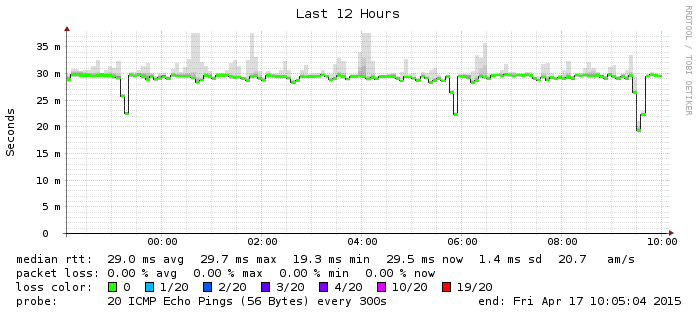 Last 12 Hours
RRDTOOL / TOBI OETIKER
Seconds
35 m
30 m
25 m
20 m
15 m
10 m
5 m
0
00:00 02:00 04:00 06:00 08:00 10:00
median rtt: 29.0 ms avg 29.7 ms max 19.3 ms min 29.5 ms now 1.4 ms sd 20.7 am/s
packet loss: 0.00 % avg 0.00 % max 0.00 % min 0.00 % now
loss color: 0 1/20 2/20 3/20 4/20 10/20 19/20
probe: 20 ICMP Echo Pings (56 Bytes) every 300s end: Fri Apr 17 10:05:04 2015